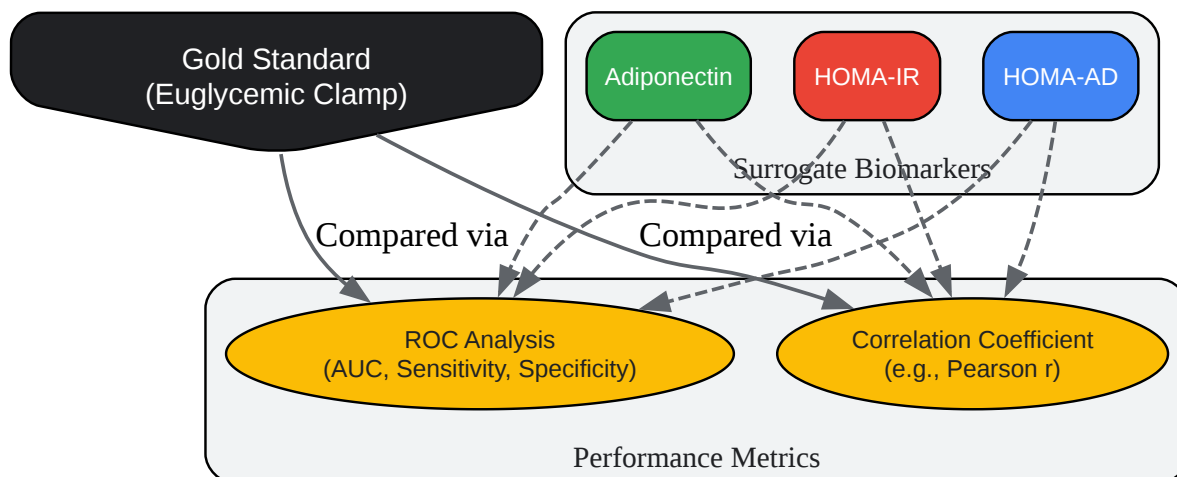 Gold Standard
(Euglycemic Clamp)
Adiponectin
HOMA-IR
HOMA-AD
Surrogate Biomarkers
Compared via
Compared via
ROC Analysis
(AUC, Sensitivity, Specificity)
Correlation Coefficient
(e.g., Pearson r)
Performance Metrics